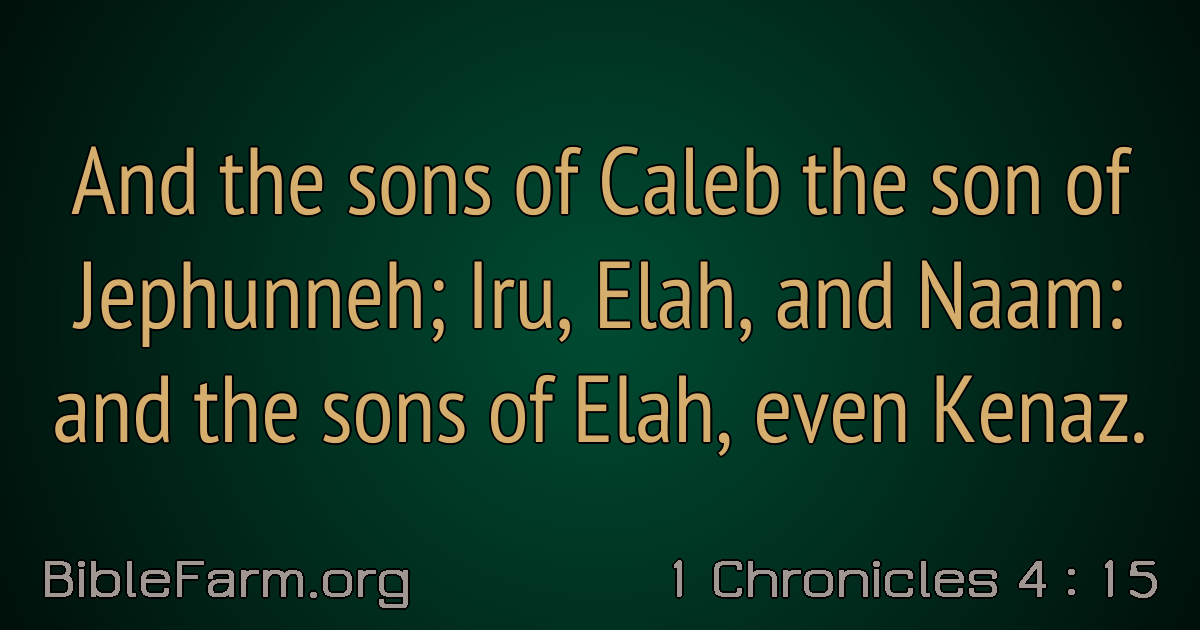 And the sons of Caleb the son of
Jephunneh; Iru, Elah, and Naam:
and the sons of Elah, even Kenaz.
BibleFarm.org
1 Chronicles 4 : 15